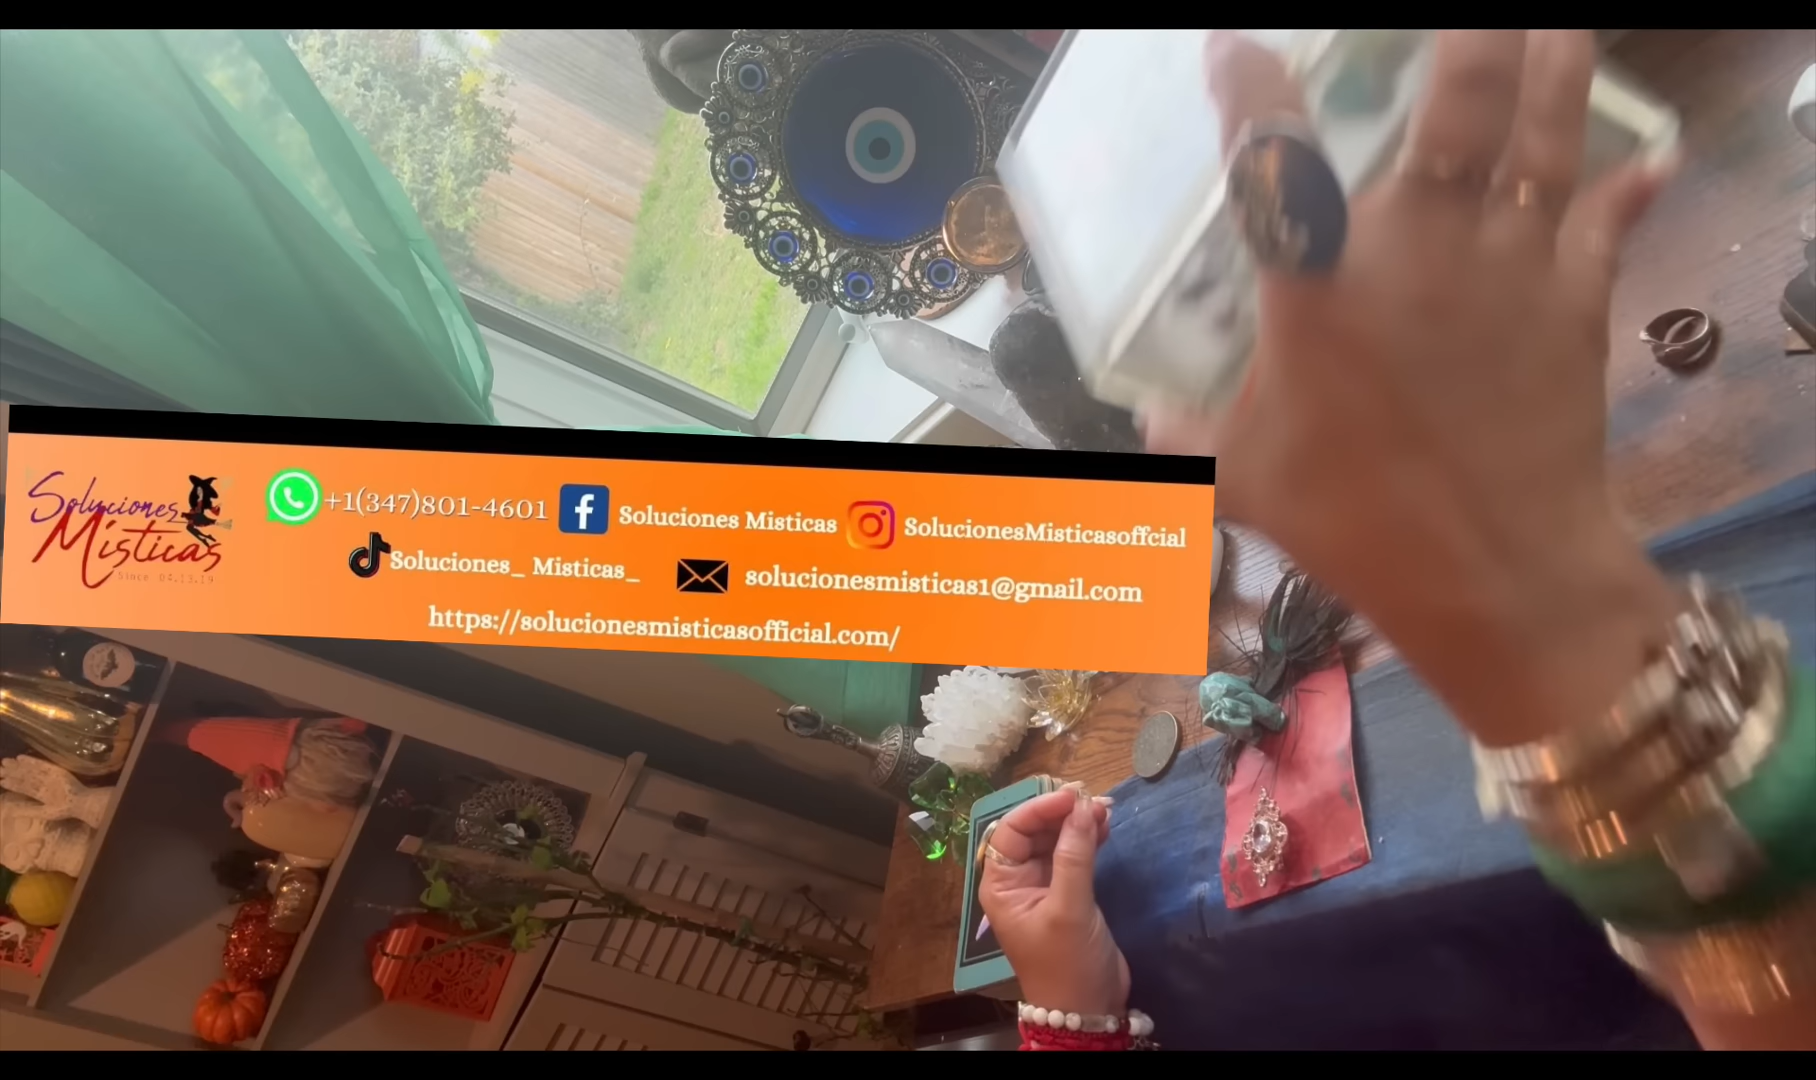 Soluciones
Misticas
Since 04.13.19
+1(347)801-4601 Soluciones Misticas SolucionesMisticasoffcial
Soluciones_ Misticas_ solucionesmisticas1@gmail.com
https://solucionesmisticasofficial.com/